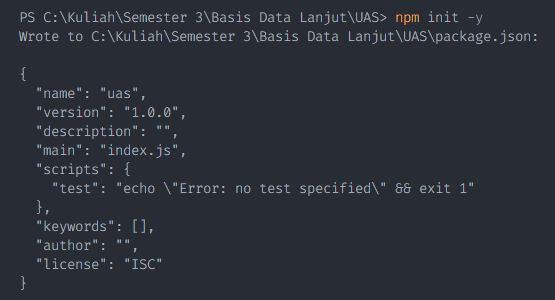 PS C:\Kuliah\Semester 3\Basis Data Lanjut\UAS> npm init -y
Wrote to C:\Kuliah\Semester 3\Basis Data Lanjut\UAS\package.json:
{
  "name": "uas",
  "version": "1.0.0",
  "description": "",
  "main": "index.js",
  "scripts": {
    "test": "echo \"Error: no test specified\" && exit 1"
  },
  "keywords": [],
  "author": "",
  "license": "ISC"
}